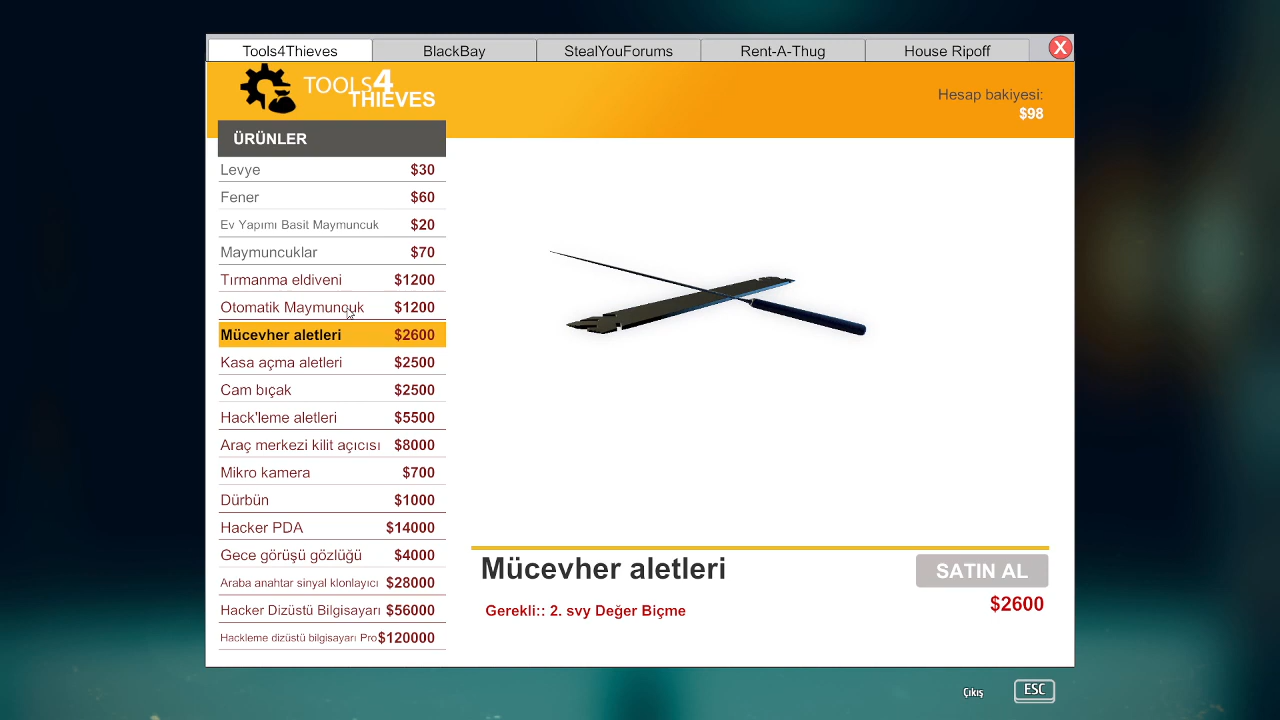 Tools4Thieves
BlackBay
StealYouForums
Rent-A-Thug
House Ripoff
X
TOOLS4
THIEVES
Hesap bakiyesi:
$98
ÜRÜNLER
Levye $30
Fener $60
Ev Yapımı Basit Maymuncuk $20
Maymuncuklar $70
Tırmanma eldiveni $1200
Otomatik Maymuncuk $1200
Mücevher aletleri $2600
Kasa açma aletleri $2500
Cam bıçak $2500
Hack'leme aletleri $5500
Araç merkezi kilit açıcısı $8000
Mikro kamera $700
Dürbün $1000
Hacker PDA $14000
Gece görüşü gözlüğü $4000
Araba anahtar sinyal klonlayıcı $28000
Hacker Dizüstü Bilgisayarı $56000
Hackleme dizüstü bilgisayarı Pro $120000
Mücevher aletleri
SATIN AL
Gerekli:: 2. svy Değer Biçme
$2600
Çıkış
ESC